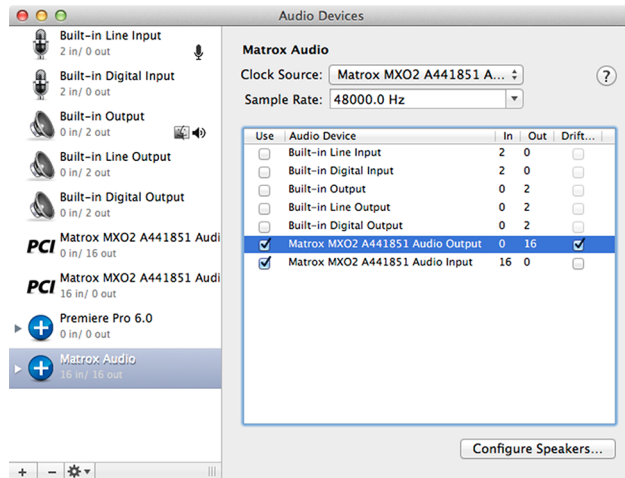 Audio Devices
Built-in Line Input
2 in/ 0 out
Built-in Digital Input
2 in/ 0 out
Built-in Output
0 in/ 2 out
Built-in Line Output
0 in/ 2 out
Built-in Digital Output
0 in/ 2 out
PCI Matrox MXO2 A441851 Audi
0 in/ 16 out
PCI Matrox MXO2 A441851 Audi
16 in/ 0 out
Premiere Pro 6.0
0 in/ 0 out
Matrox Audio
16 in/ 16 out
Matrox Audio
Clock Source: Matrox MXO2 A441851 A... ?
Sample Rate: 48000.0 Hz
Use Audio Device In Out Drift...
Built-in Line Input 2 0
Built-in Digital Input 2 0
Built-in Output 0 2
Built-in Line Output 0 2
Built-in Digital Output 0 2
Matrox MXO2 A441851 Audio Output 0 16
Matrox MXO2 A441851 Audio Input 16 0
Configure Speakers...